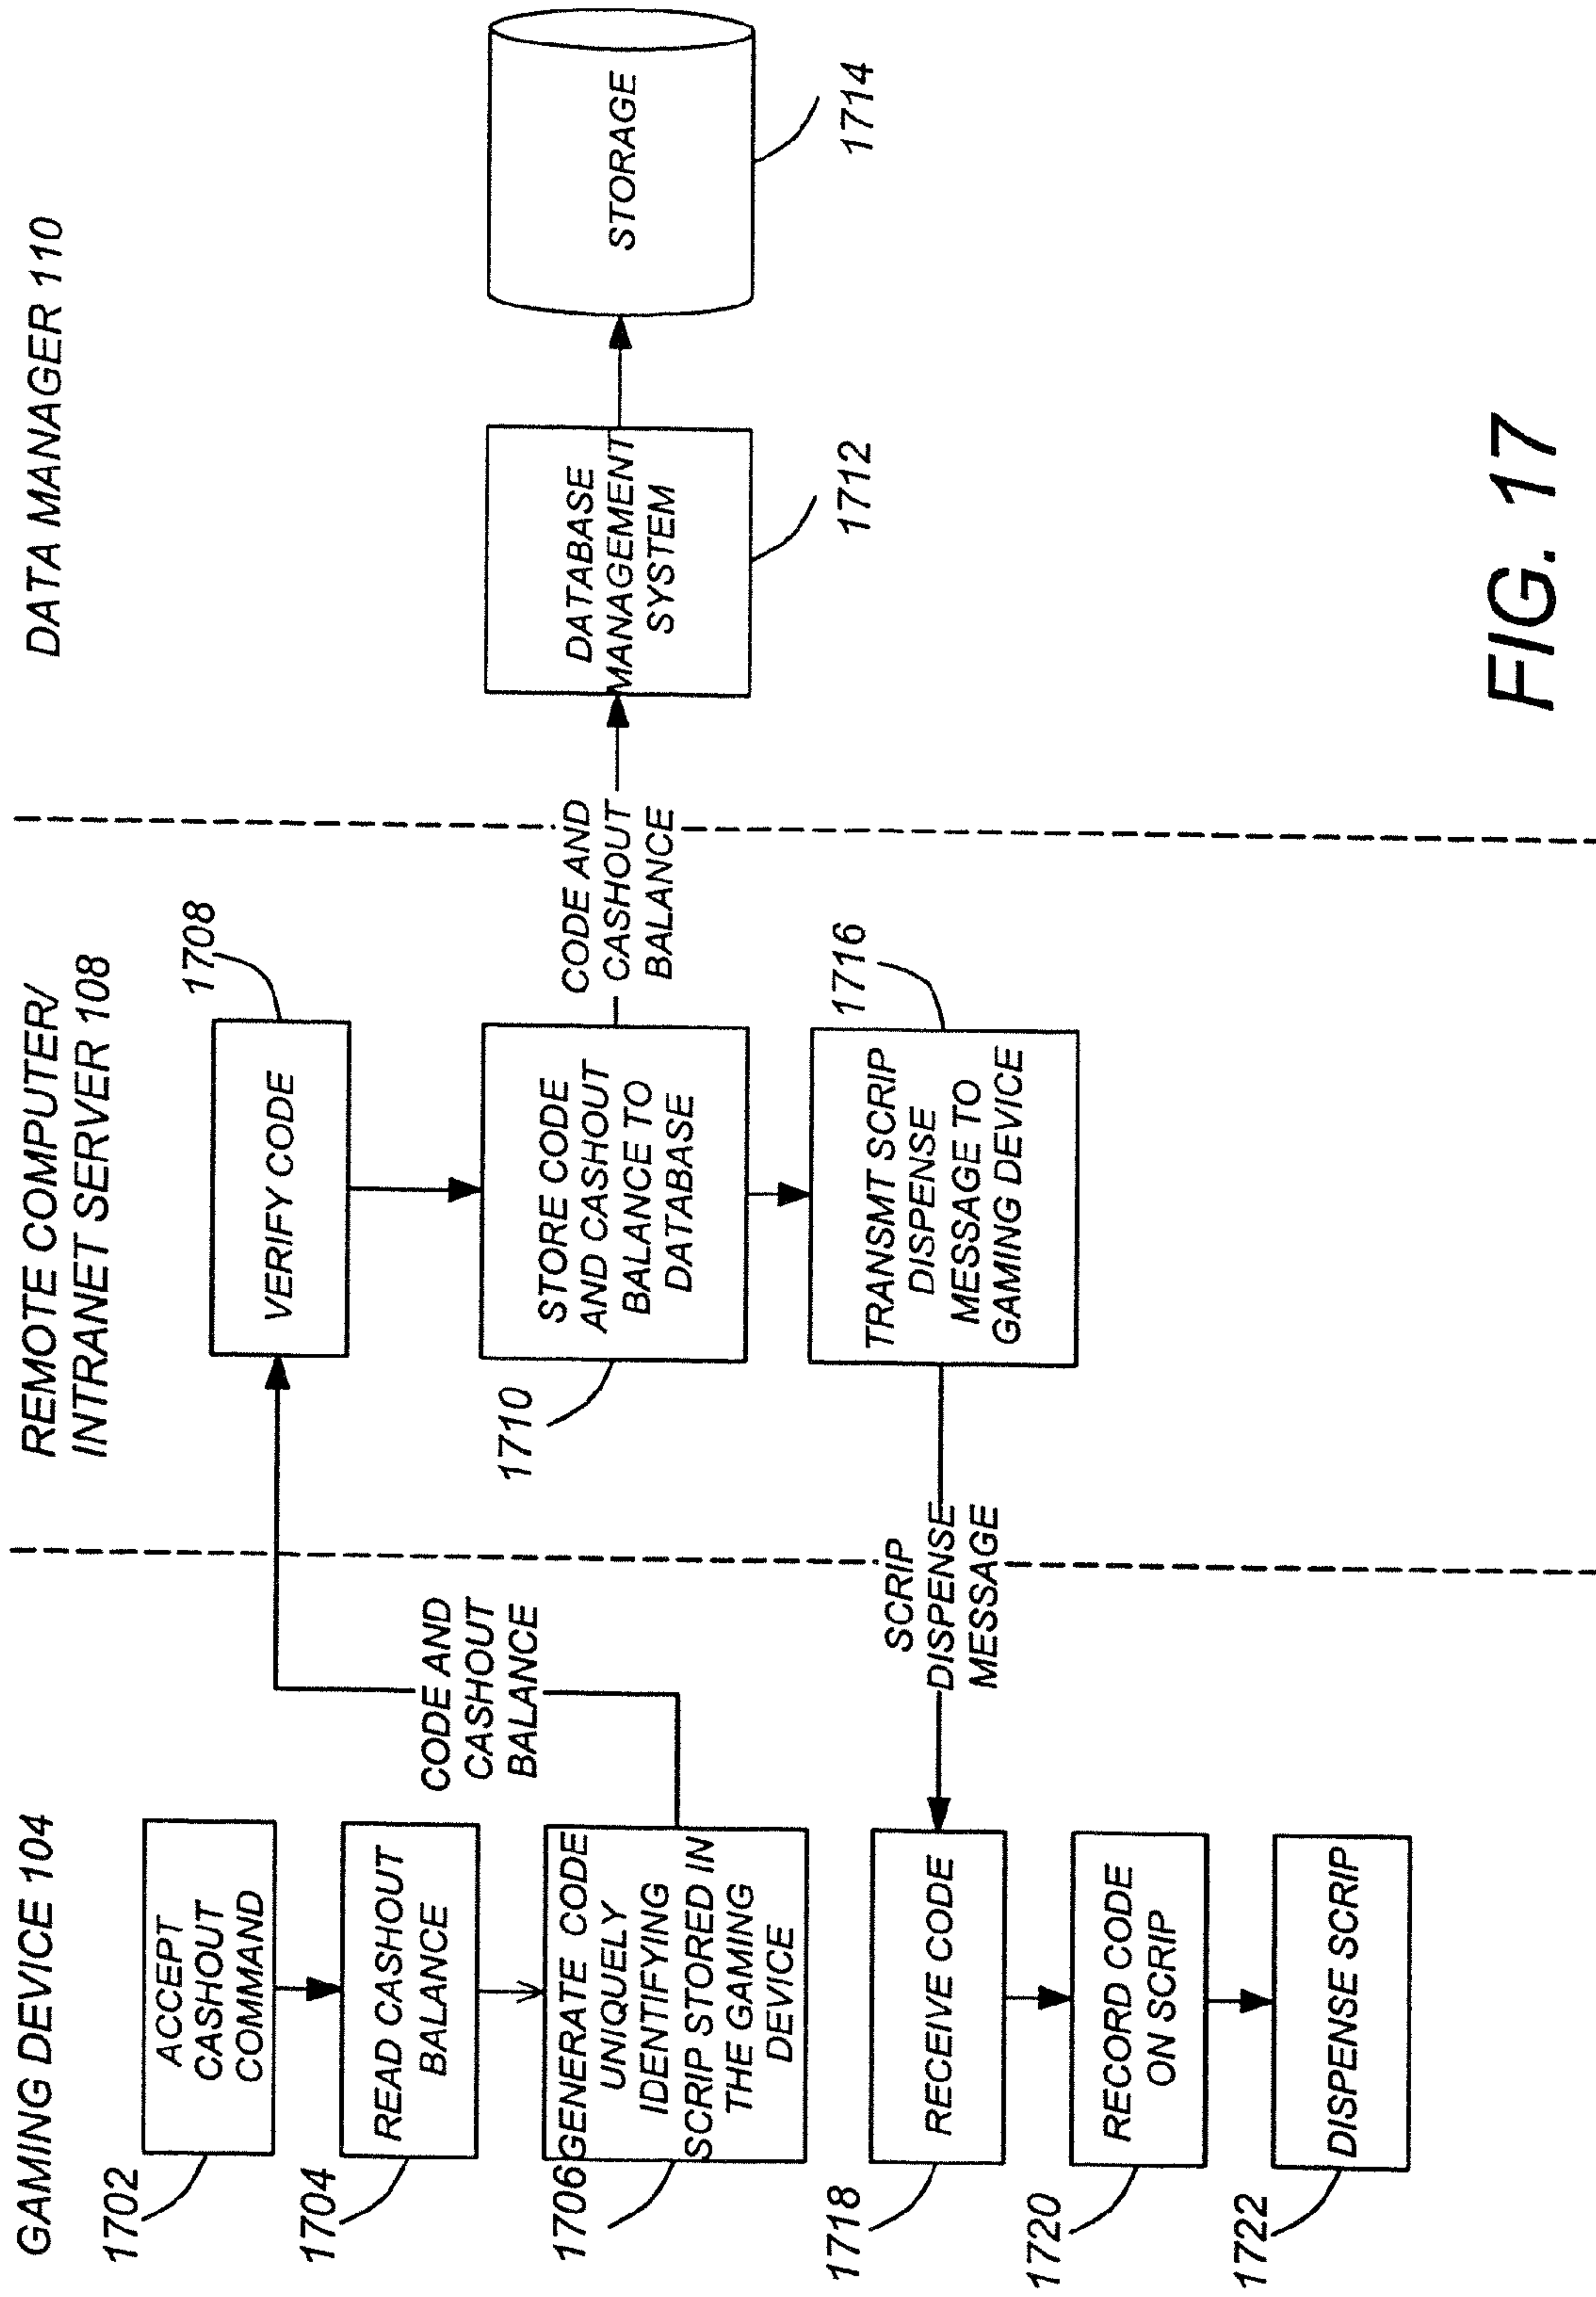 GAMING DEVICE 104
1702
ACCEPT
CASHOUT
COMMAND
1704
READ CASHOUT
BALANCE
1706
GENERATE CODE
UNIQUELY
IDENTIFYING
SCRIP STORED IN
THE GAMING
DEVICE
CODE AND
CASHOUT
BALANCE
REMOTE COMPUTER/
INTRANET SERVER 108
1708
VERIFY CODE
1710
STORE CODE
AND CASHOUT
BALANCE TO
DATABASE
CODE AND
CASHOUT
BALANCE
DATA MANAGER 110
DATABASE
MANAGEMENT
SYSTEM
1712
STORAGE
1714
1716
TRANSMT SCRIP
DISPENSE
MESSAGE TO
GAMING DEVICE
SCRIP
DISPENSE
MESSAGE
1718
RECEIVE CODE
1720
RECORD CODE
ON SCRIP
1722
DISPENSE SCRIP
FIG. 17